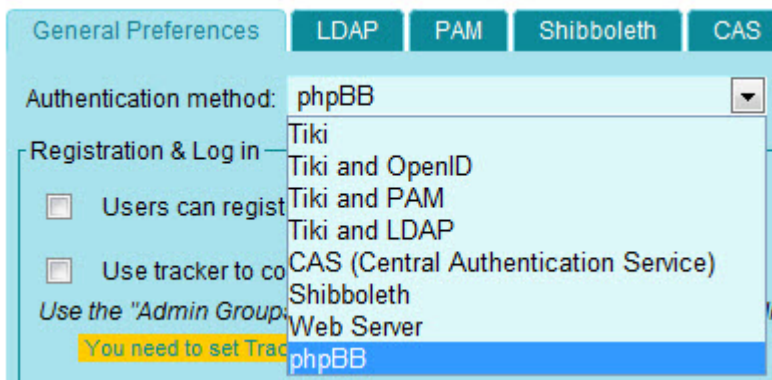 General Preferences LDAP PAM Shibboleth CAS
Authentication method: phpBB
Tiki
Registration & Log in
Tiki and OpenID
Users can regist
Tiki and PAM
Tiki and LDAP
Use tracker to co
CAS (Central Authentication Service)
Shibboleth
Use the "Admin Group
Web Server
You need to set Trac
phpBB